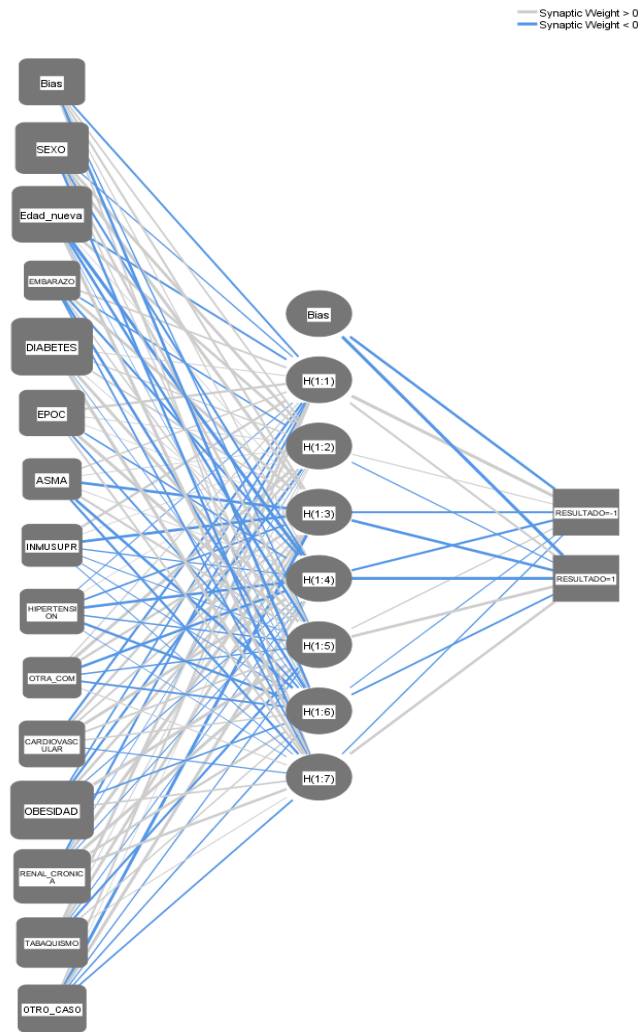 Synaptic Weight > 0
Synaptic Weight < 0
Bias
SEXO
Edad_nueva
EMBARAZO
DIABETES
EPOC
ASMA
INMUSUPR
HIPERTENSI
ON
OTRA_COM
CARDIOVASC
ULAR
OBESIDAD
RENAL_CRONIC
A
TABAQUISMO
OTRO_CASO
Bias
H(1:1)
H(1:2)
H(1:3)
H(1:4)
H(1:5)
H(1:6)
H(1:7)
RESULTADO=-1
RESULTADO=1